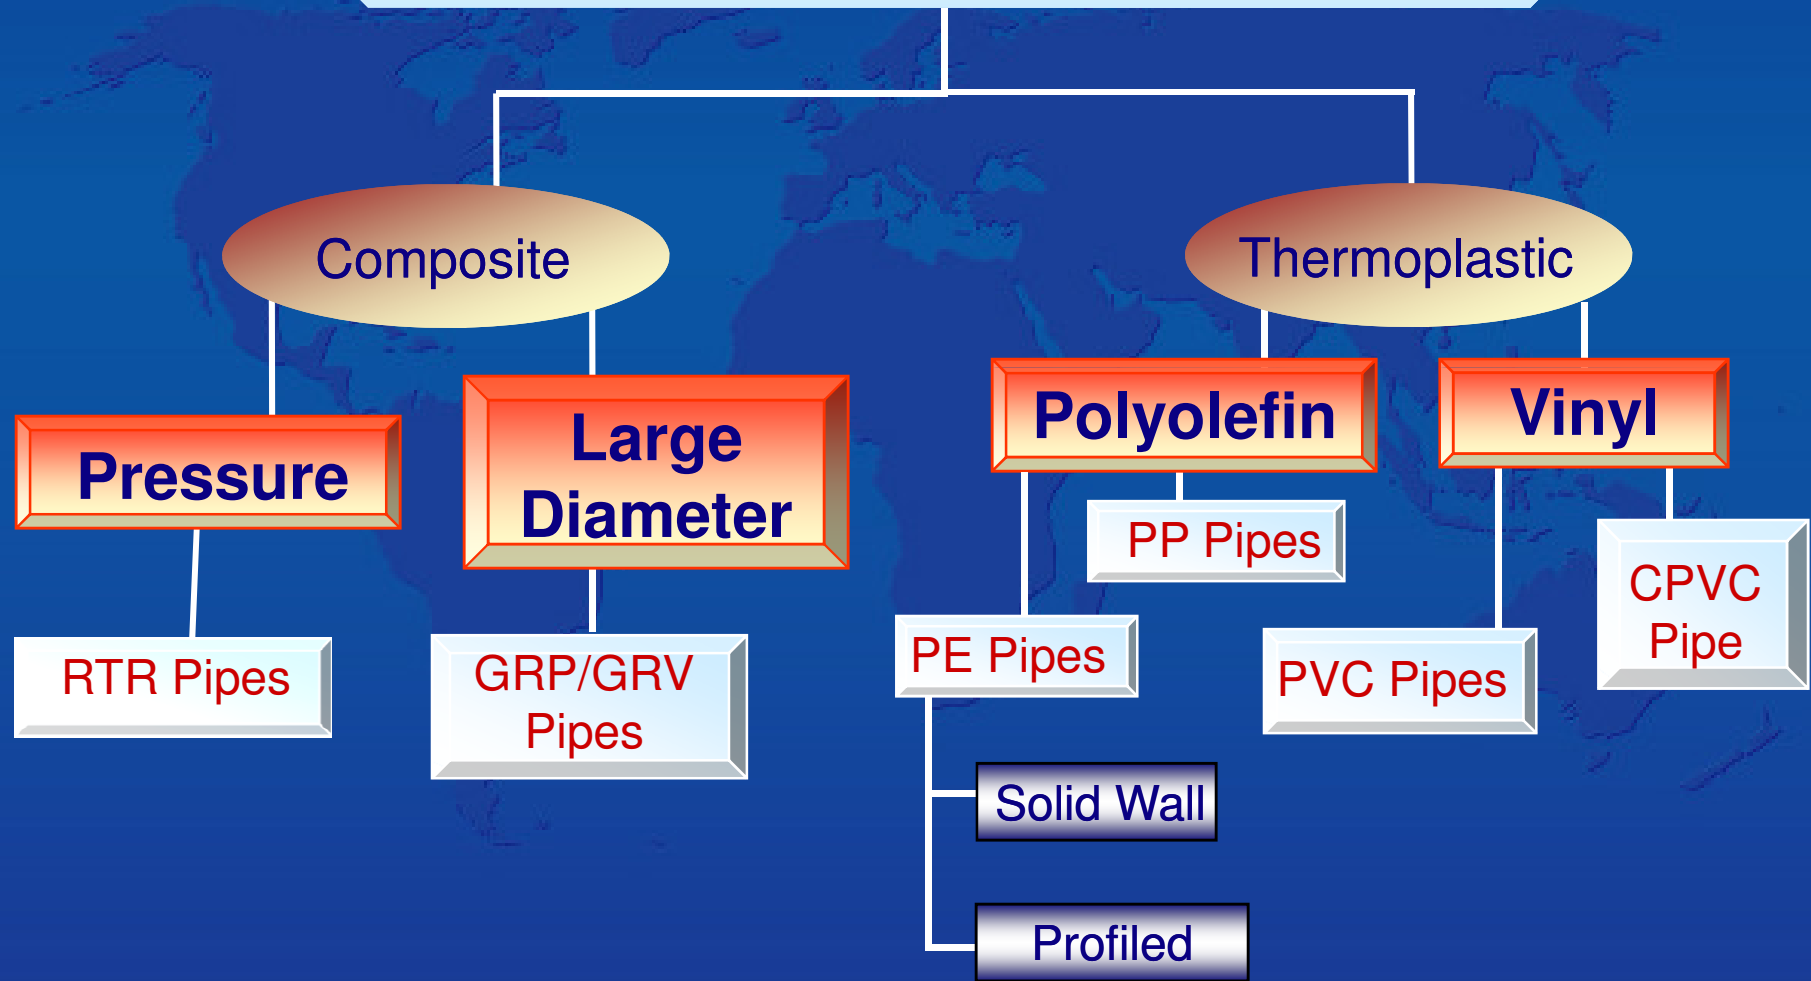 Composite
Thermoplastic
Pressure
Large
Diameter
Polyolefin
Vinyl
RTR Pipes
GRP/GRV
Pipes
PP Pipes
PE Pipes
PVC Pipes
CPVC
Pipe
Solid Wall
Profiled